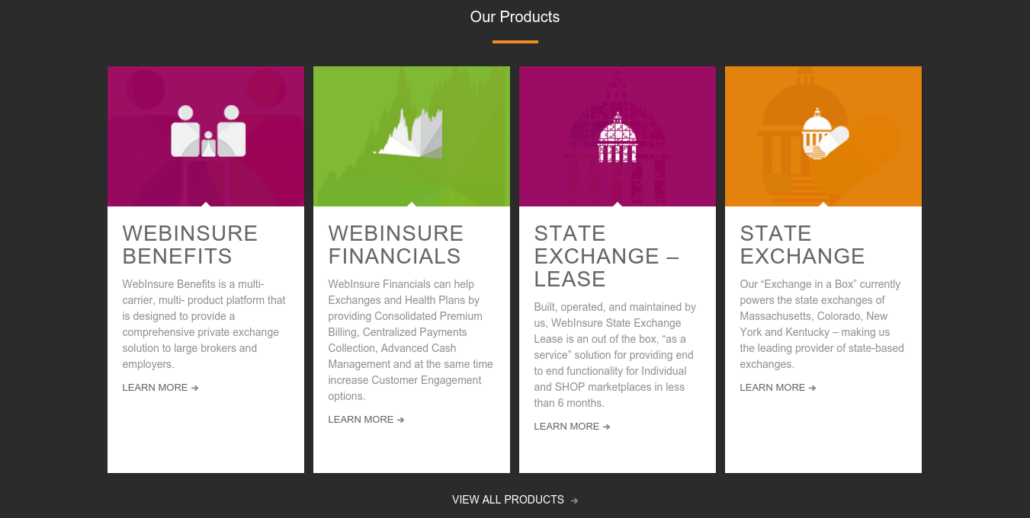 Our Products
WEBINSURE
BENEFITS
WebInsure Benefits is a multi-
carrier, multi- product platform that
is designed to provide a
comprehensive private exchange
solution to large brokers and
employers.
LEARN MORE →
WEBINSURE
FINANCIALS
WebInsure Financials can help
Exchanges and Health Plans by
providing Consolidated Premium
Billing, Centralized Payments
Collection, Advanced Cash
Management and at the same time
increase Customer Engagement
options.
LEARN MORE →
STATE
EXCHANGE –
LEASE
Built, operated, and maintained by
us, WebInsure State Exchange
Lease is an out of the box, “as a
service” solution for providing end
to end functionality for Individual
and SHOP marketplaces in less
than 6 months.
LEARN MORE →
STATE
EXCHANGE
Our “Exchange in a Box” currently
powers the state exchanges of
Massachusetts, Colorado, New
York and Kentucky – making us
the leading provider of state-based
exchanges.
LEARN MORE →
VIEW ALL PRODUCTS →